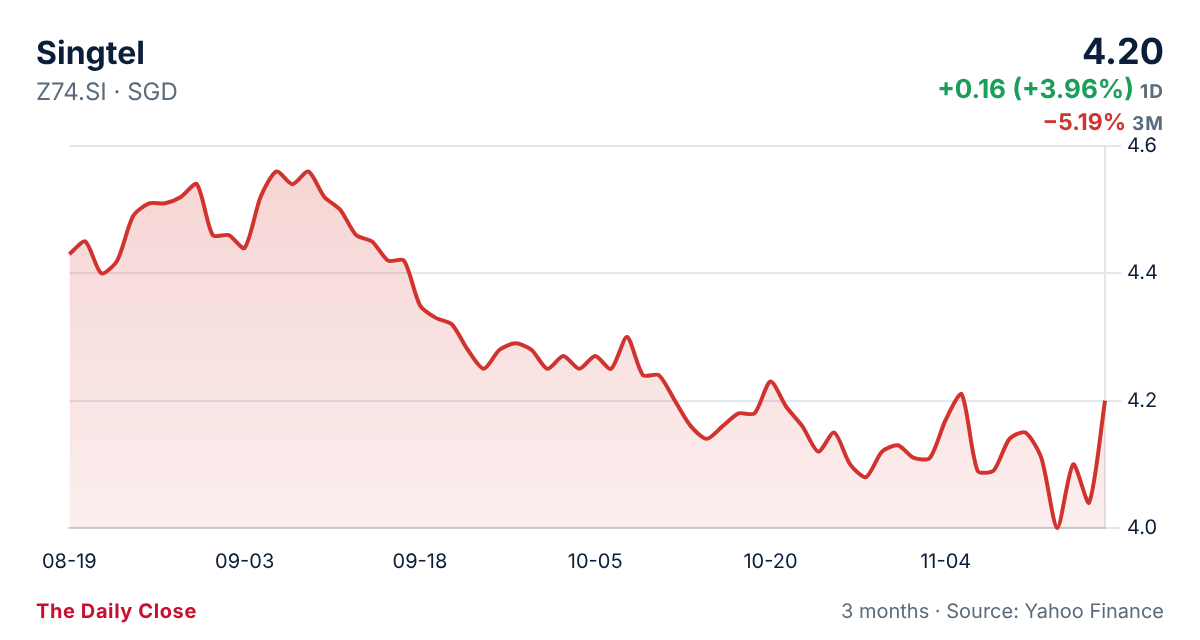 Singtel
4.20
Z74.SI · SGD
+0.16 (+3.96%) 1D
−5.19% 3M
4.6
4.4
4.2
4.0
08-19 09-03 09-18 10-05 10-20 11-04
The Daily Close
3 months · Source: Yahoo Finance